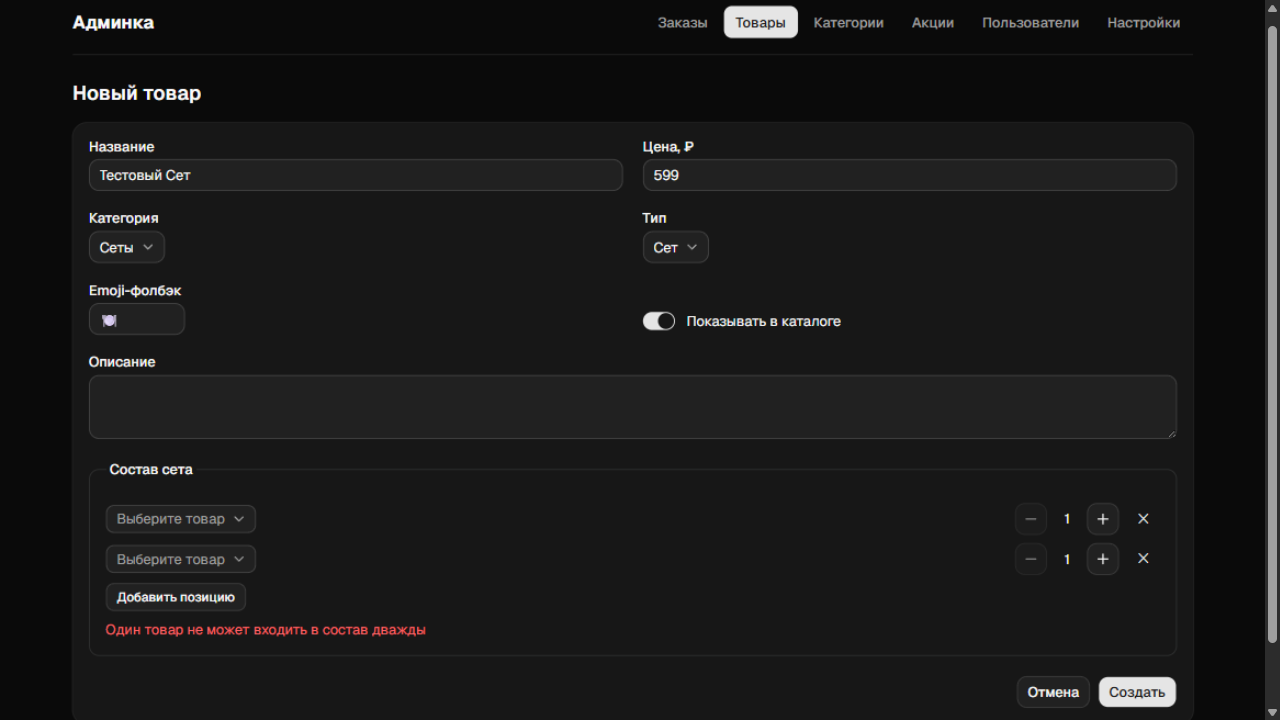 Админка
Заказы Товары Категории Акции Пользователи Настройки
Новый товар
Название Цена, ₽
Тестовый Сет 599
Категория Тип
Сеты Сет
Emoji-фолбэк
🍽️ Показывать в каталоге
Описание
Состав сета
Выберите товар − 1 + ×
Выберите товар − 1 + ×
Добавить позицию
Один товар не может входить в состав дважды
Отмена Создать